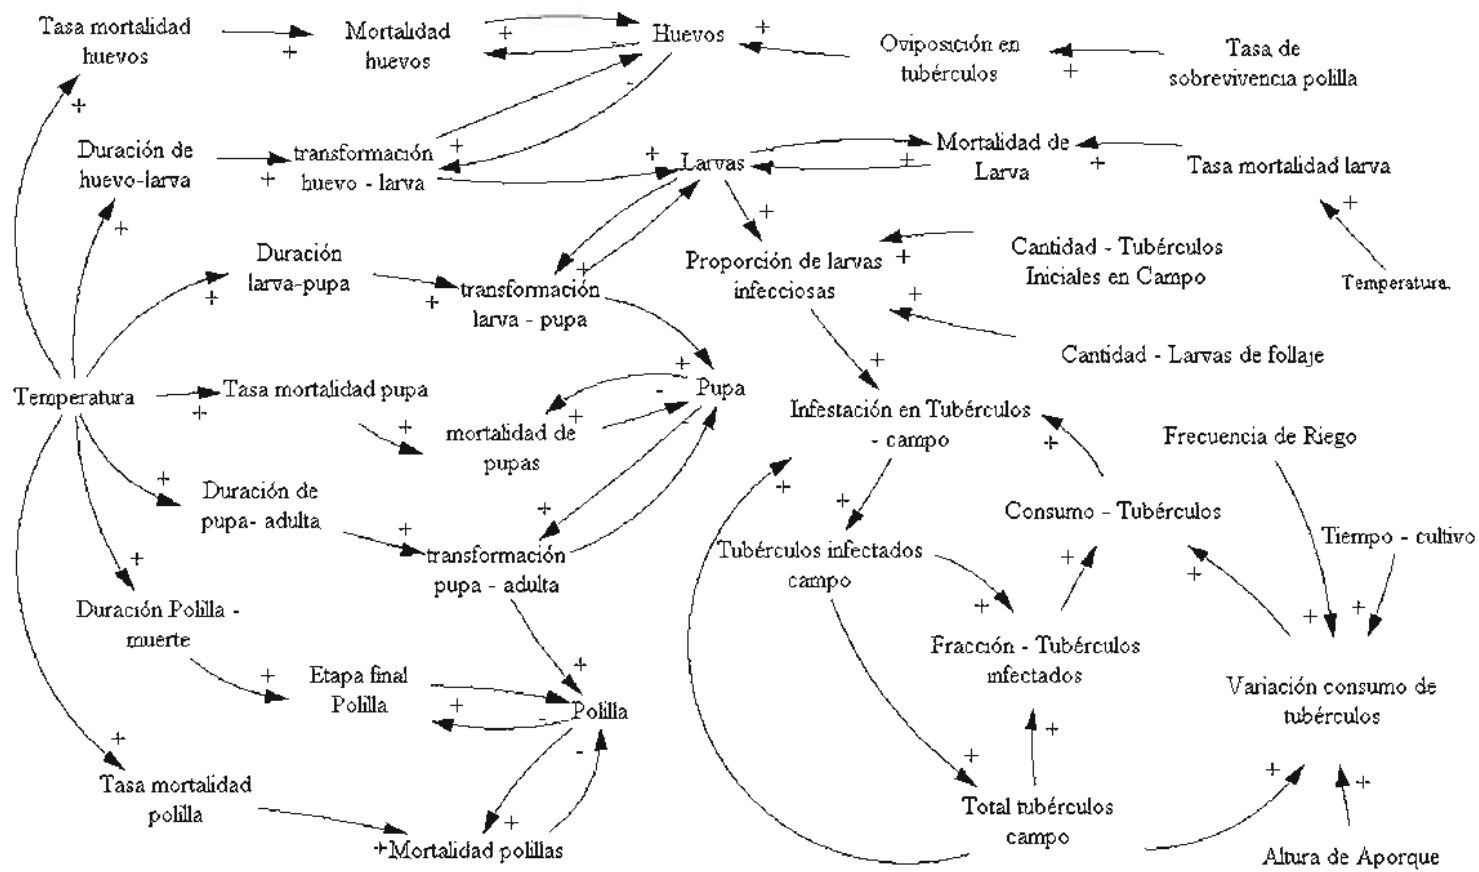 Tasa mortalidad
huevos
Mortalidad
huevos
Huevos
Oviposición en
tubérculos
Tasa de
sobrevivencia polilla
Duración de
huevo-larva
transformación
huevo - larva
Larvas
Mortalidad de
Larva
Tasa mortalidad larva
Duración
larva-pupa
transformación
larva - pupa
Proporción de larvas
infecciosas
Cantidad - Tubérculos
Iniciales en Campo
Temperatura
Cantidad - Larvas de follaje
Temperatura
Tasa mortalidad pupa
mortalidad de
pupas
Pupa
Infestación en Tubérculos
- campo
Frecuencia de Riego
Duración de
pupa- adulta
transformación
pupa - adulta
Consumo - Tubérculos
Tiempo - cultivo
Tubérculos infectados
campo
Duración Polilla -
muerte
Fracción - Tubérculos
infectados
Etapa final
Polilla
Polilla
Variación consumo de
tubérculos
Tasa mortalidad
polilla
+Mortalidad polillas
Total tubérculos
campo
Altura de Aporque